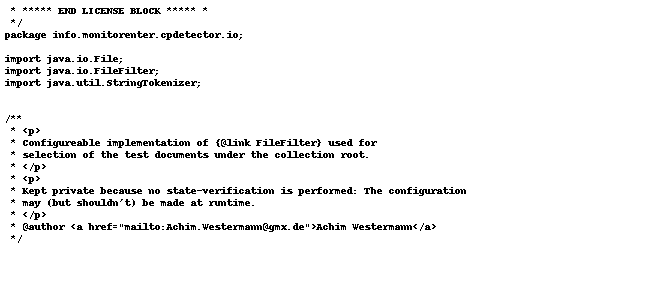 * ***** END LICENSE BLOCK ***** *
*/
package info.monitorenter.cpdetector.io;
import java.io.File;
import java.io.FileFilter;
import java.util.StringTokenizer;
/**
* <p>
* Configureable implementation of {@link FileFilter} used for
* selection of the test documents under the collection root.
* </p>
* <p>
* Kept private because no state-verification is performed: The configuration
* may (but shouldn't) be made at runtime.
* </p>
* @author <a href="mailto:Achim.Westermann@gmx.de">Achim Westermann</a>
*/